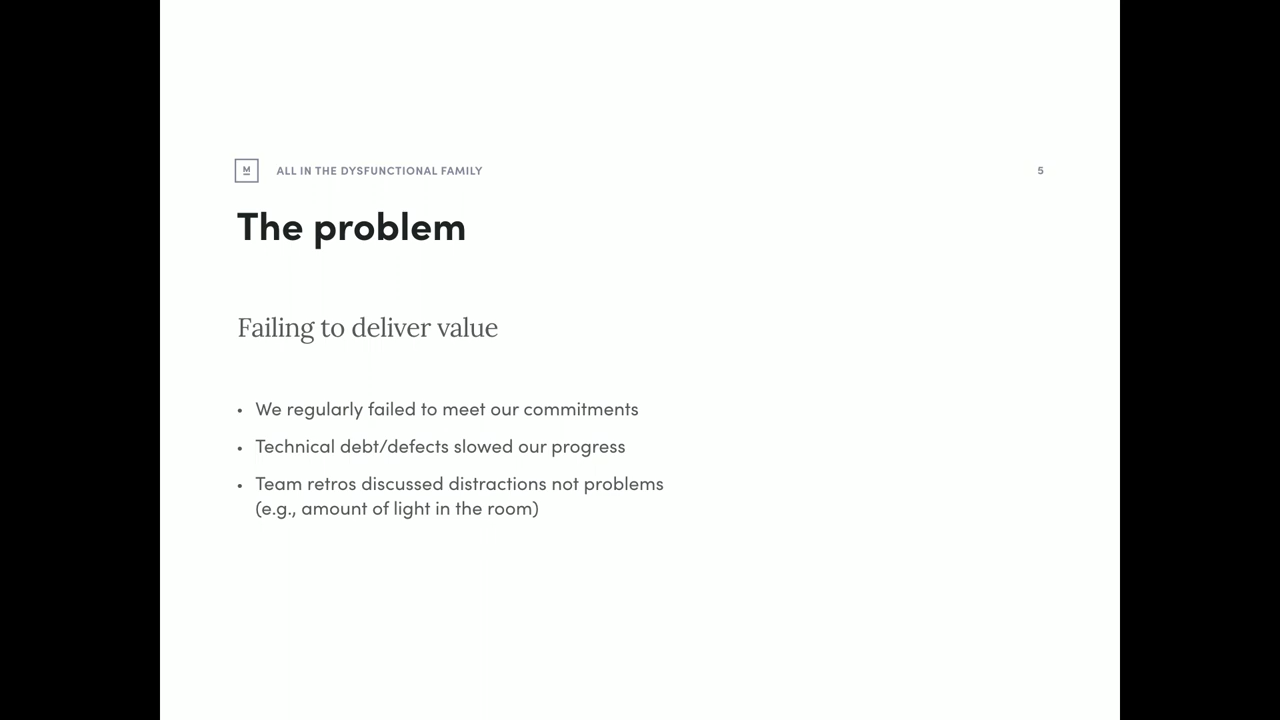 M
ALL IN THE DYSFUNCTIONAL FAMILY
5
The problem
Failing to deliver value
• We regularly failed to meet our commitments
• Technical debt/defects slowed our progress
• Team retros discussed distractions not problems
(e.g., amount of light in the room)